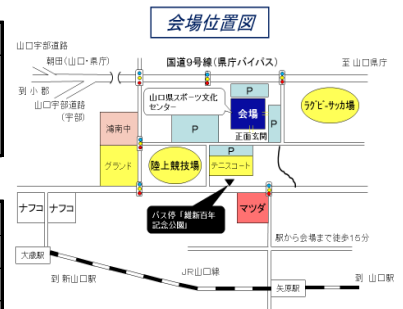 会場位置図
山口宇部道路
朝田(山口・県庁)
国道9号線(県庁バイパス)
至 山口県庁
到 小郡
山口宇部道路
(宇部)
山口県スポーツ文化
センター
P
会場
P
正面玄関
ラグビー・サッカー場
鴻南中
P
グランド
陸上競技場
P
テニスコート
ナフコ
ナフコ
バス停「維新百年
記念公園」
マツダ
駅から会場まで徒歩15分
大歳駅
到 新山口駅
JR山口線
矢原駅
到 山口駅